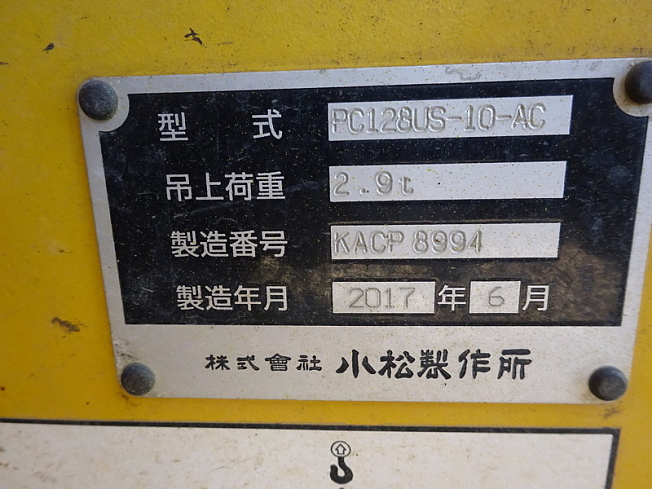 型 式 PC128US-10-AC
吊上荷重 2.9t
製造番号 KACP 8994
製造年月 2017 年 6 月
株式會社 小松製作所